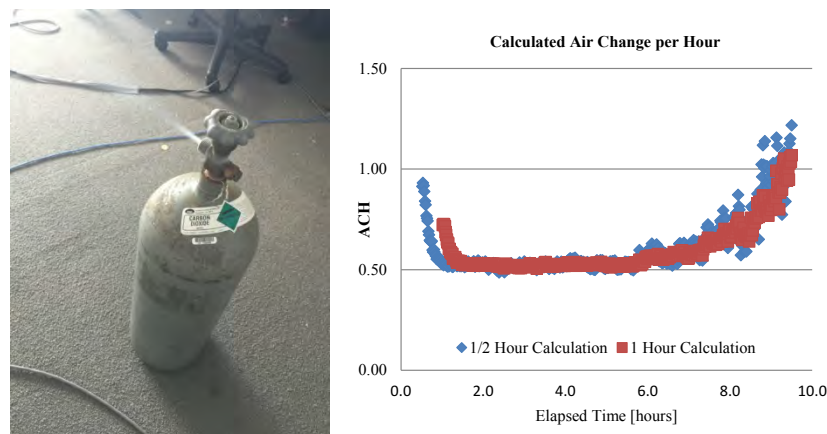 CARBON
DIOXIDE
Calculated Air Change per Hour
1.50
1.00
0.50
0.00
ACH
0.0
2.0
4.0
6.0
8.0
10.0
1/2 Hour Calculation
1 Hour Calculation
Elapsed Time [hours]